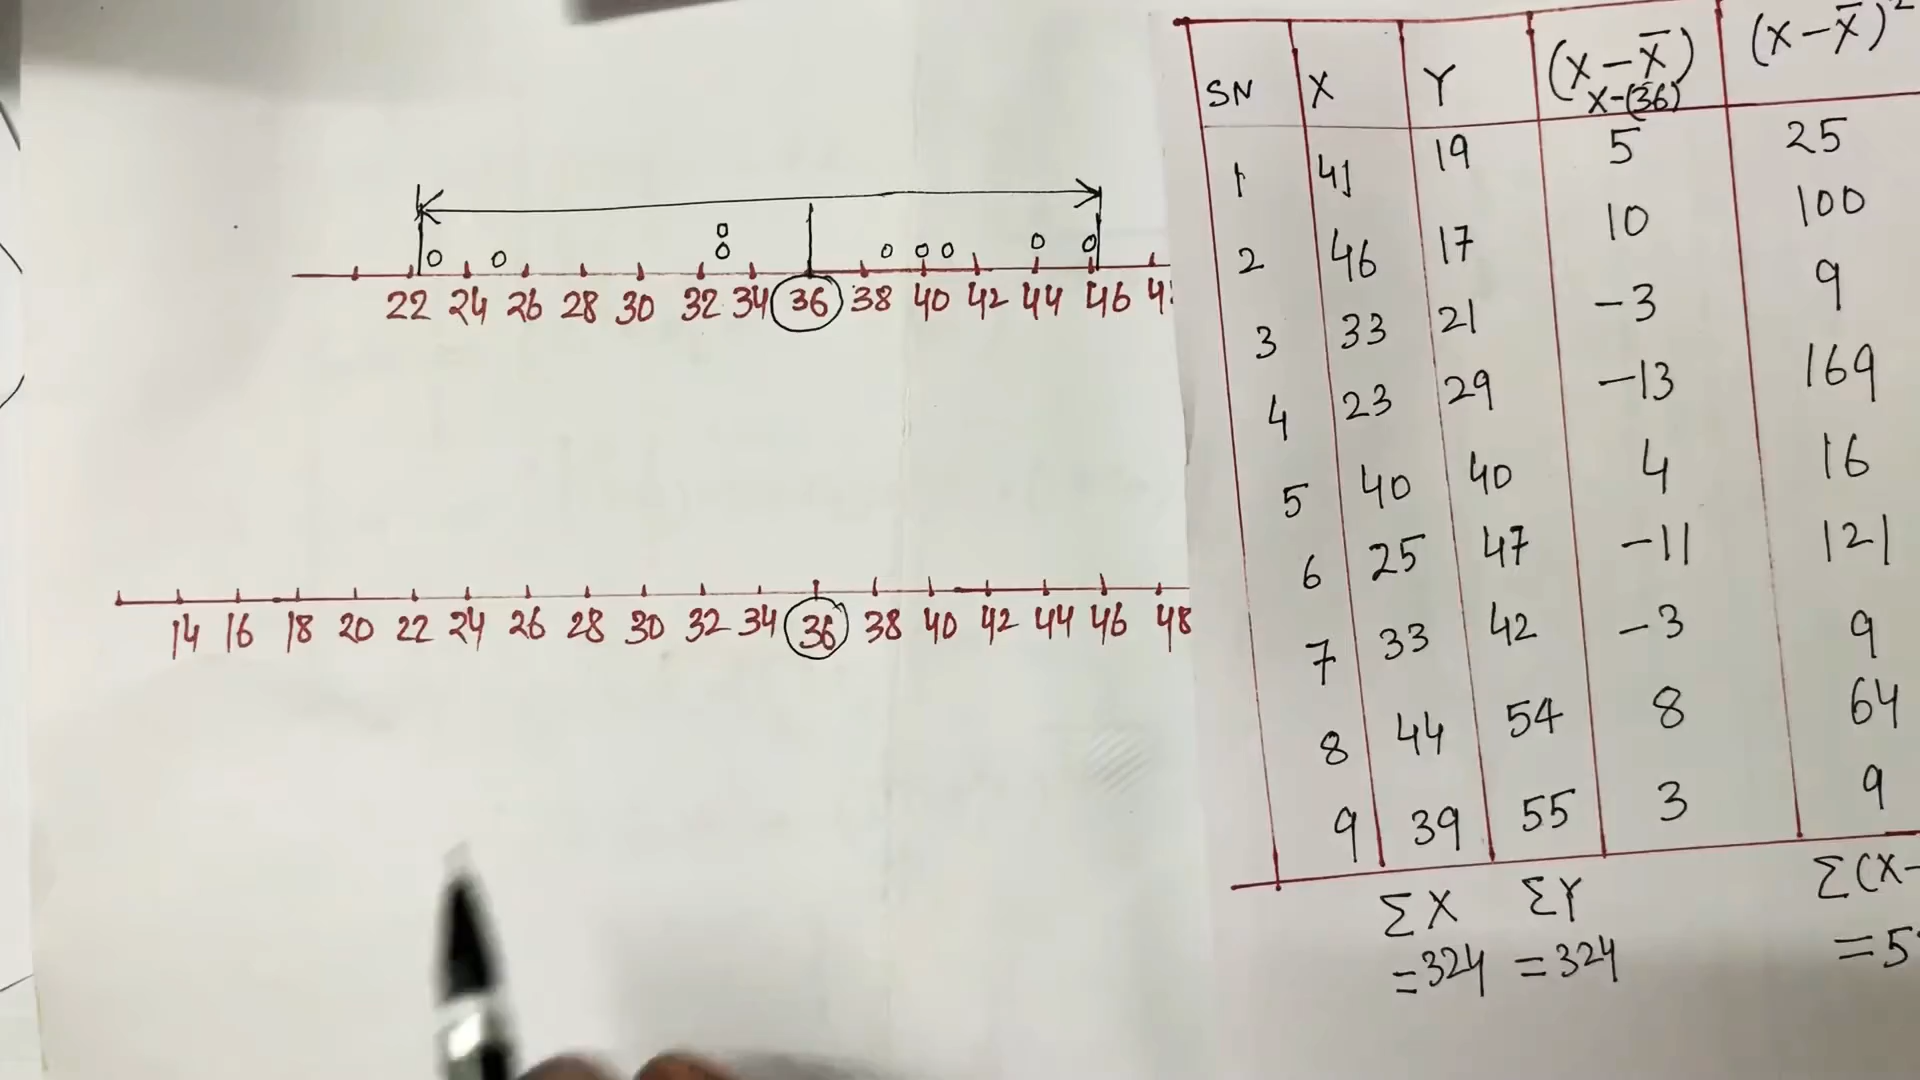 22 24 26 28 30 32 34 36 38 40 42 44 46
14 16 18 20 22 24 26 28 30 32 34 36 38 40 42 44 46 48
SN X Y (X-X̄) (X-X̄)²
X-(36)
1 41 19 5 25
2 46 17 10 100
3 33 21 -3 9
4 23 29 -13 169
5 40 40 4 16
6 25 47 -11 121
7 33 42 -3 9
8 44 54 8 64
9 39 55 3 9
ΣX ΣY Σ(X-
=324 =324 =5